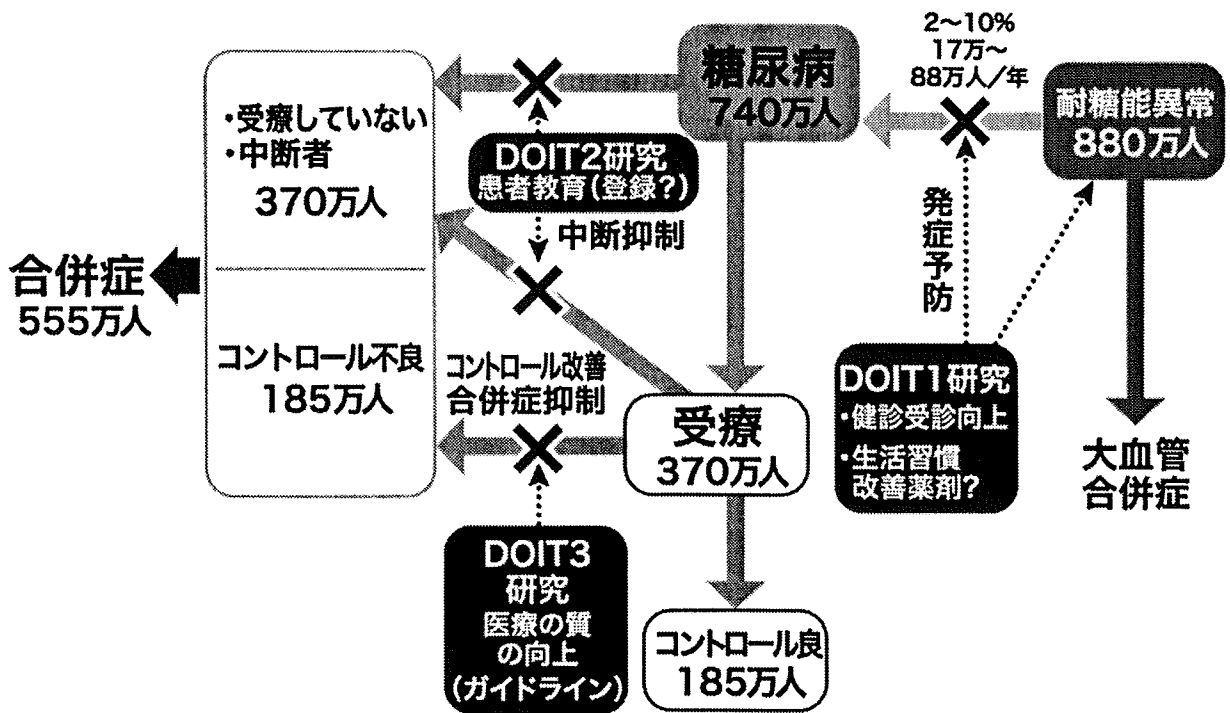 2〜10%
17万〜
88万人/年
糖尿病
740万人
耐糖能異常
880万人
・受療していない
・中断者
370万人
DOIT2研究
患者教育(登録?)
中断抑制
発症予防
合併症
555万人
コントロール不良
185万人
コントロール改善
合併症抑制
受療
370万人
DOIT1研究
・健診受診向上
・生活習慣
改善薬剤?
大血管
合併症
DOIT3
研究
医療の質
の向上
(ガイドライン)
コントロール良
185万人